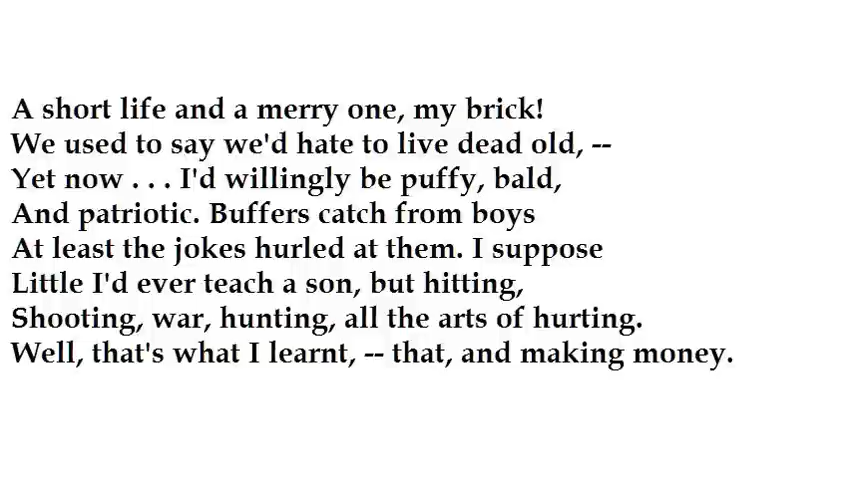 A short life and a merry one, my brick!
We used to say we'd hate to live dead old, --
Yet now . . . I'd willingly be puffy, bald,
And patriotic. Buffers catch from boys
At least the jokes hurled at them. I suppose
Little I'd ever teach a son, but hitting,
Shooting, war, hunting, all the arts of hurting.
Well, that's what I learnt, -- that, and making money.